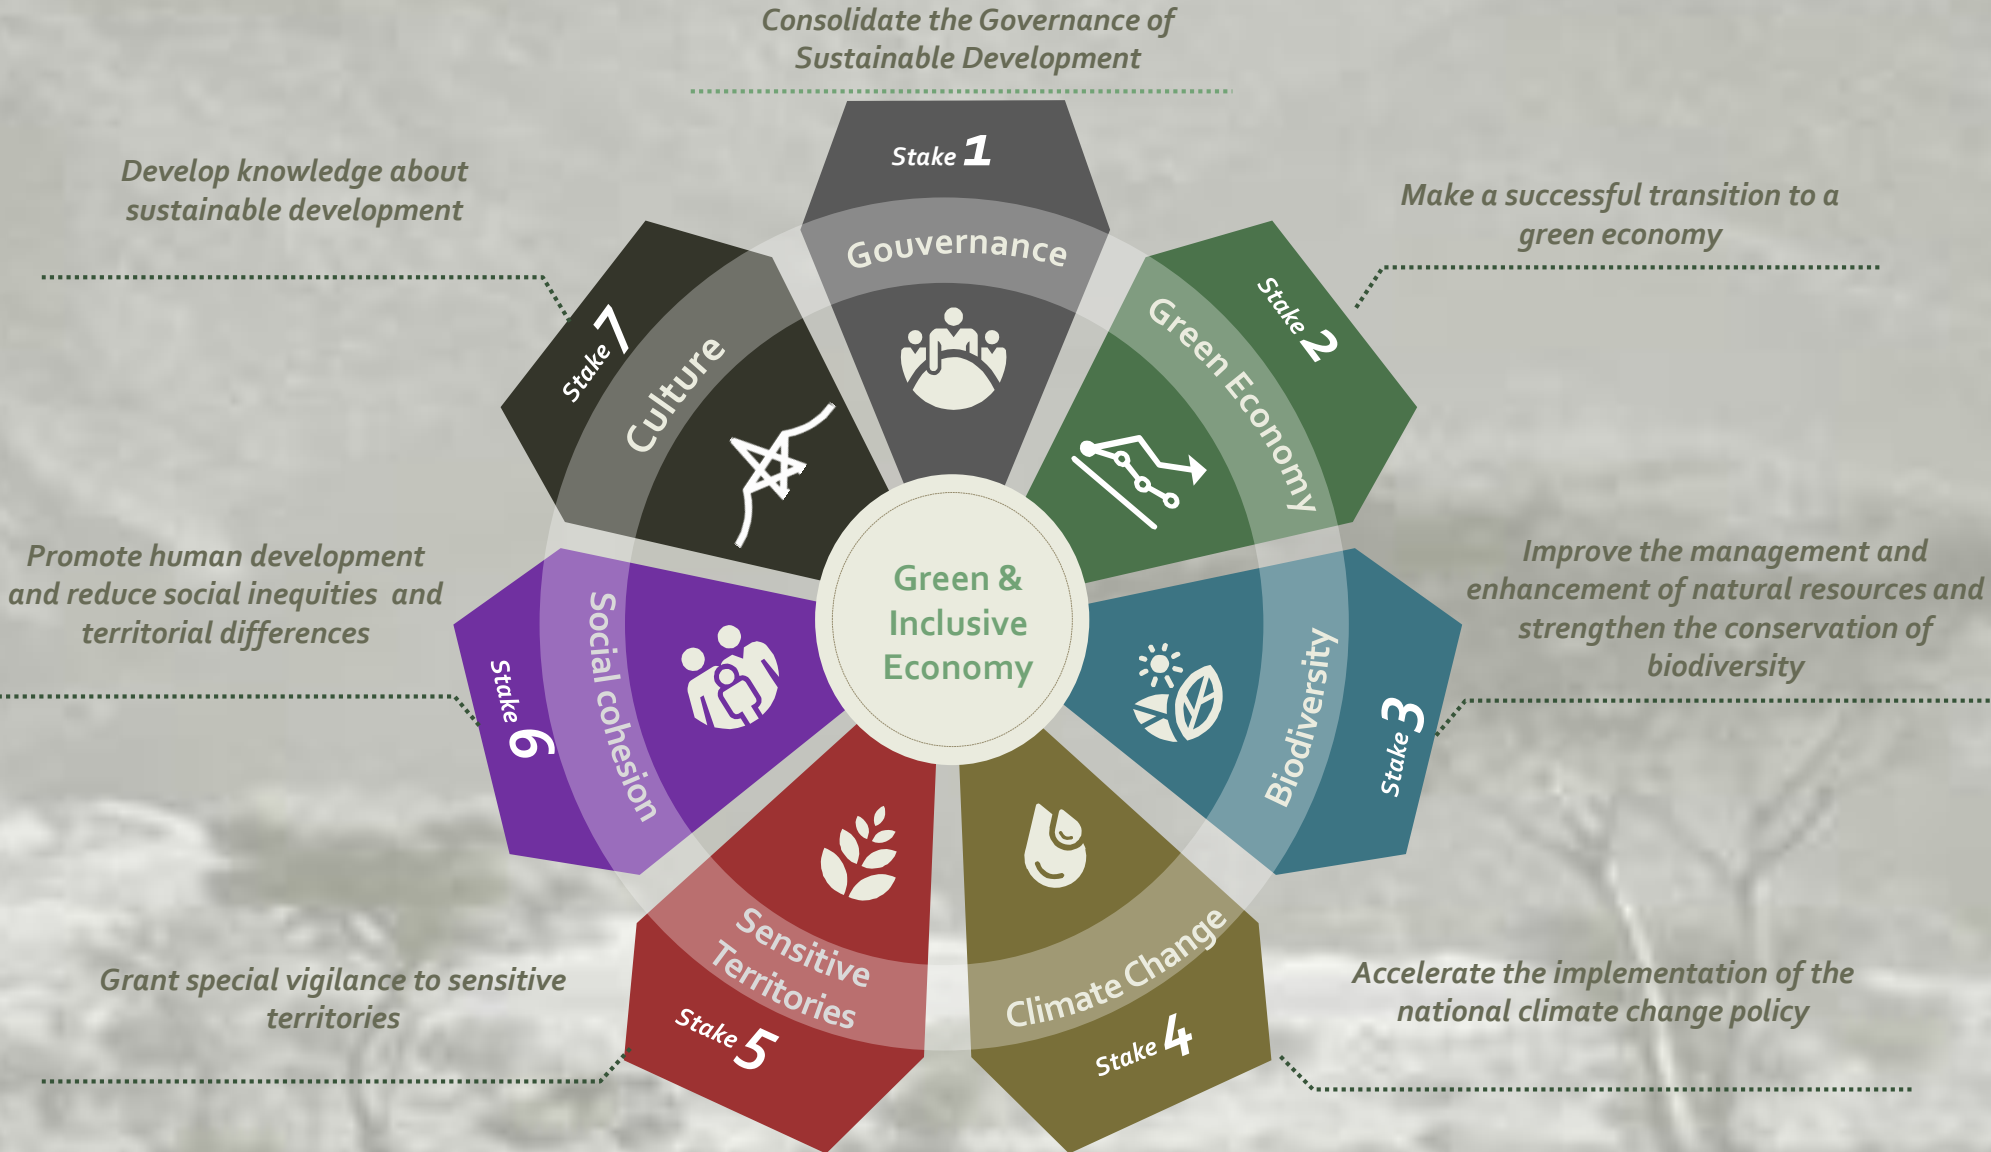 Consolidate the Governance of
Sustainable Development
Stake 1
Gouvernance
Make a successful transition to a
green economy
Stake 2
Green Economy
Improve the management and
enhancement of natural resources and
strengthen the conservation of
biodiversity
Stake 3
Biodiversity
Accelerate the implementation of the
national climate change policy
Stake 4
Climate Change
Grant special vigilance to sensitive
territories
Stake 5
Sensitive
Territories
Promote human development
and reduce social inequities and
territorial differences
Stake 6
Social cohesion
Develop knowledge about
sustainable development
Stake 7
Culture
Green &
Inclusive
Economy